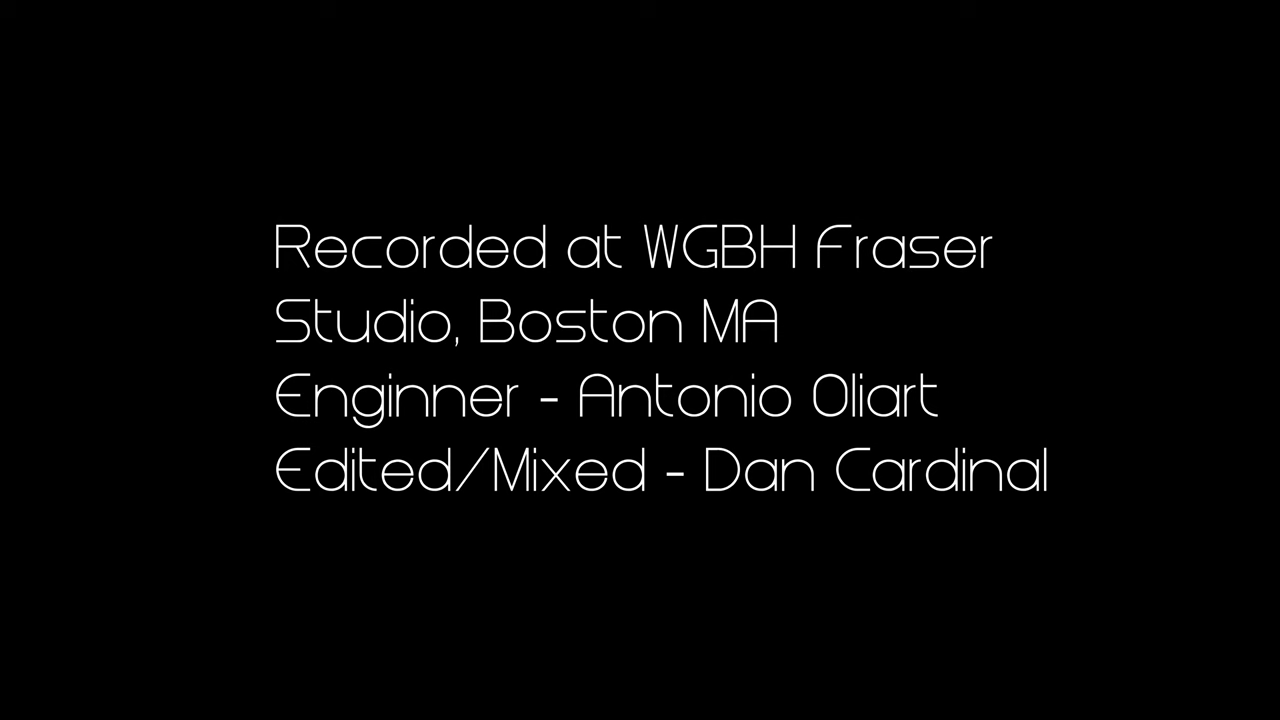 Recorded at WGBH Fraser
Studio, Boston MA
Enginner - Antonio Oliart
Edited/Mixed - Dan Cardinal